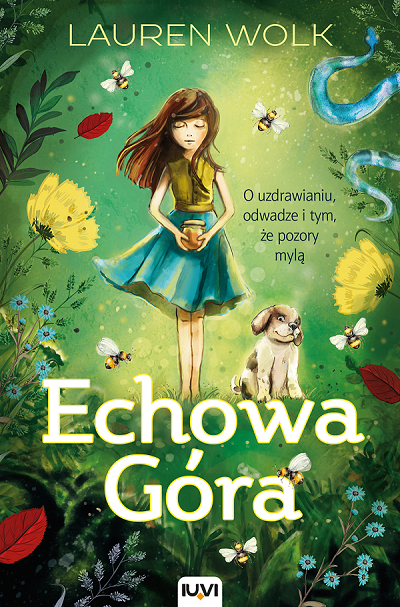 LAUREN WOLK
O uzdrawianiu,
odwadze i tym,
że pozory
mylą
Echowa
Góra
IUVI